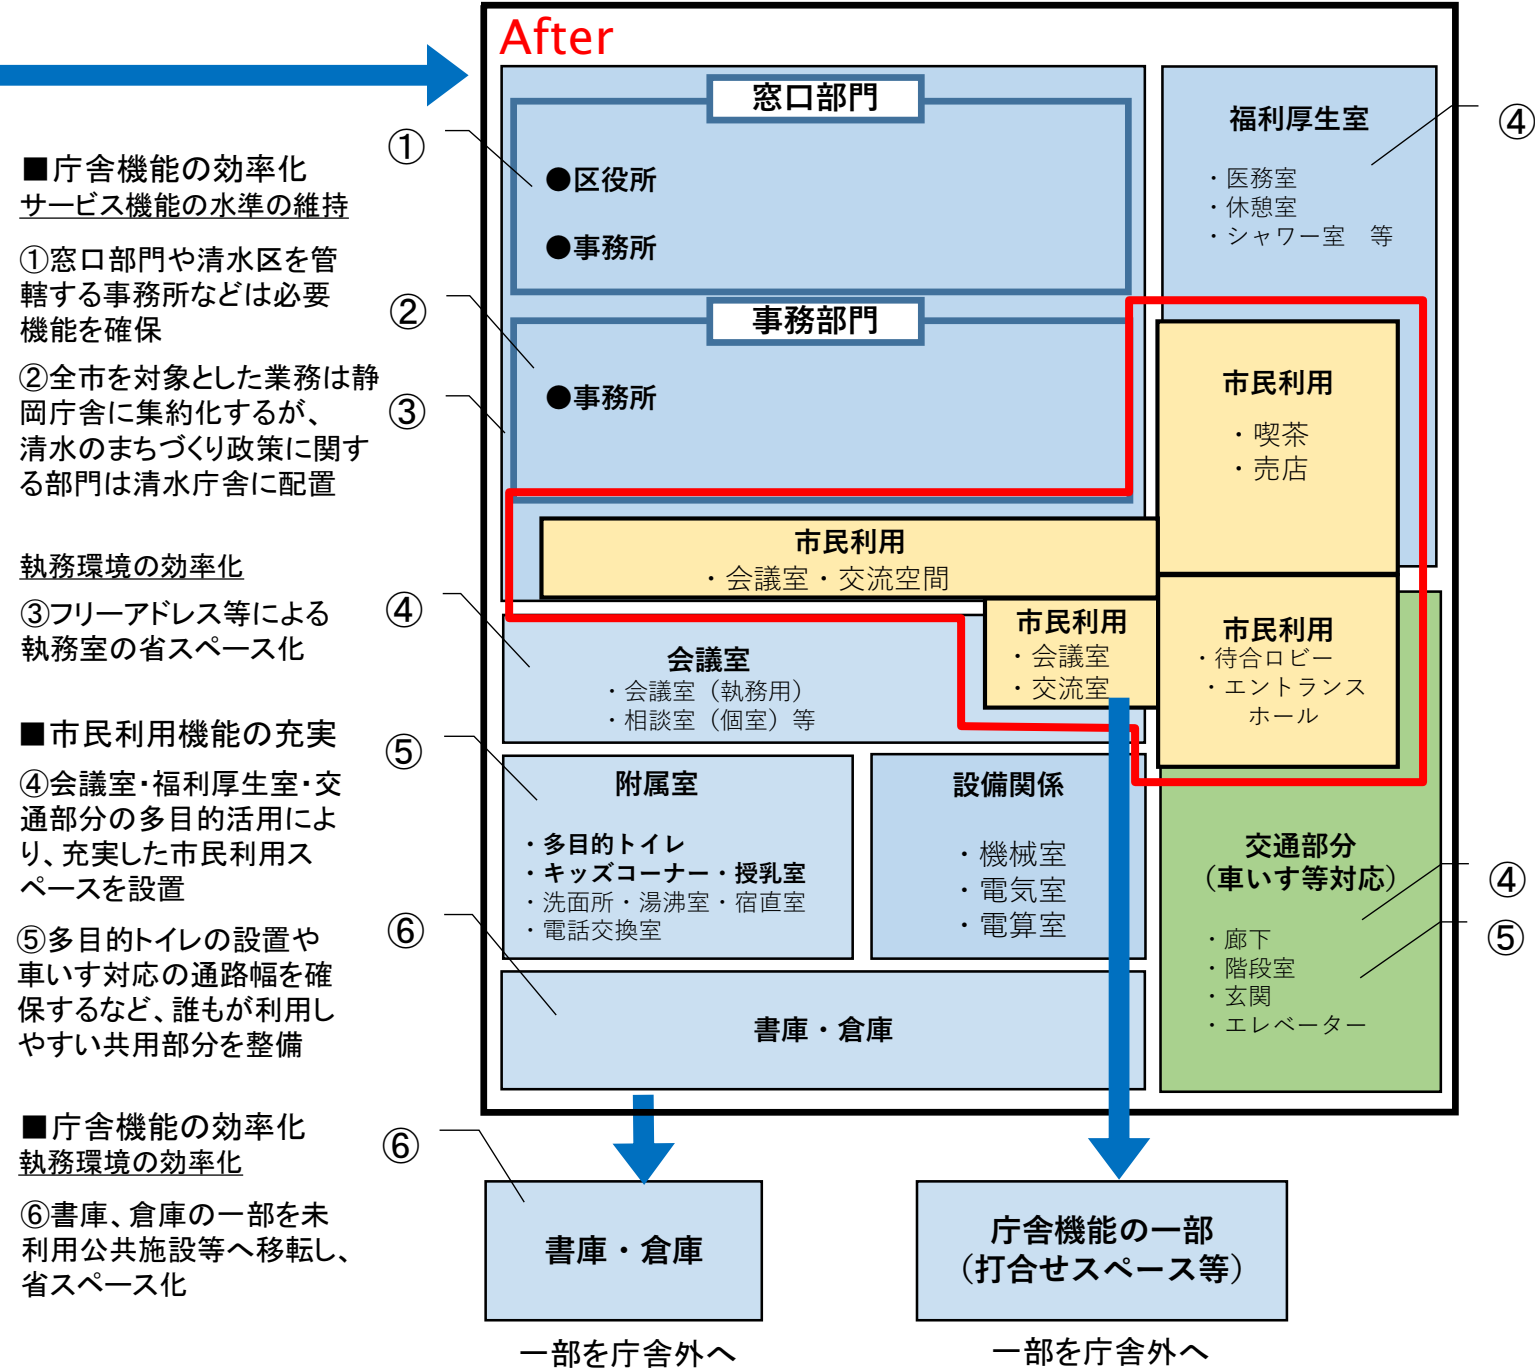 After
■庁舎機能の効率化
サービス機能の水準の維持
①窓口部門や清水区を管
轄する事務所などは必要
機能を確保
②全市を対象とした業務は静
岡庁舎に集約化するが、
清水のまちづくり政策に関す
る部門は清水庁舎に配置
執務環境の効率化
③フリーアドレス等による
執務室の省スペース化
■市民利用機能の充実
④会議室・福利厚生室・交
通部分の多目的活用によ
り、充実した市民利用ス
ペースを設置
⑤多目的トイレの設置や
車いす対応の通路幅を確
保するなど、誰もが利用し
やすい共用部分を整備
■庁舎機能の効率化
執務環境の効率化
⑥書庫、倉庫の一部を未
利用公共施設等へ移転し、
省スペース化
①
②
③
④
⑤
⑥
⑥
窓口部門
●区役所
●事務所
事務部門
●事務所
福利厚生室
・医務室
・休憩室
・シャワー室　等
④
市民利用
・喫茶
・売店
市民利用
・会議室・交流空間
市民利用
・会議室
・交流室
市民利用
・待合ロビー
・エントランス
ホール
会議室
・会議室（執務用）
・相談室（個室）等
附属室
・多目的トイレ
・キッズコーナー・授乳室
・洗面所・湯沸室・宿直室
・電話交換室
設備関係
・機械室
・電気室
・電算室
交通部分
（車いす等対応）
・廊下
・階段室
・玄関
・エレベーター
④
⑤
書庫・倉庫
書庫・倉庫
一部を庁舎外へ
庁舎機能の一部
（打合せスペース等）
一部を庁舎外へ